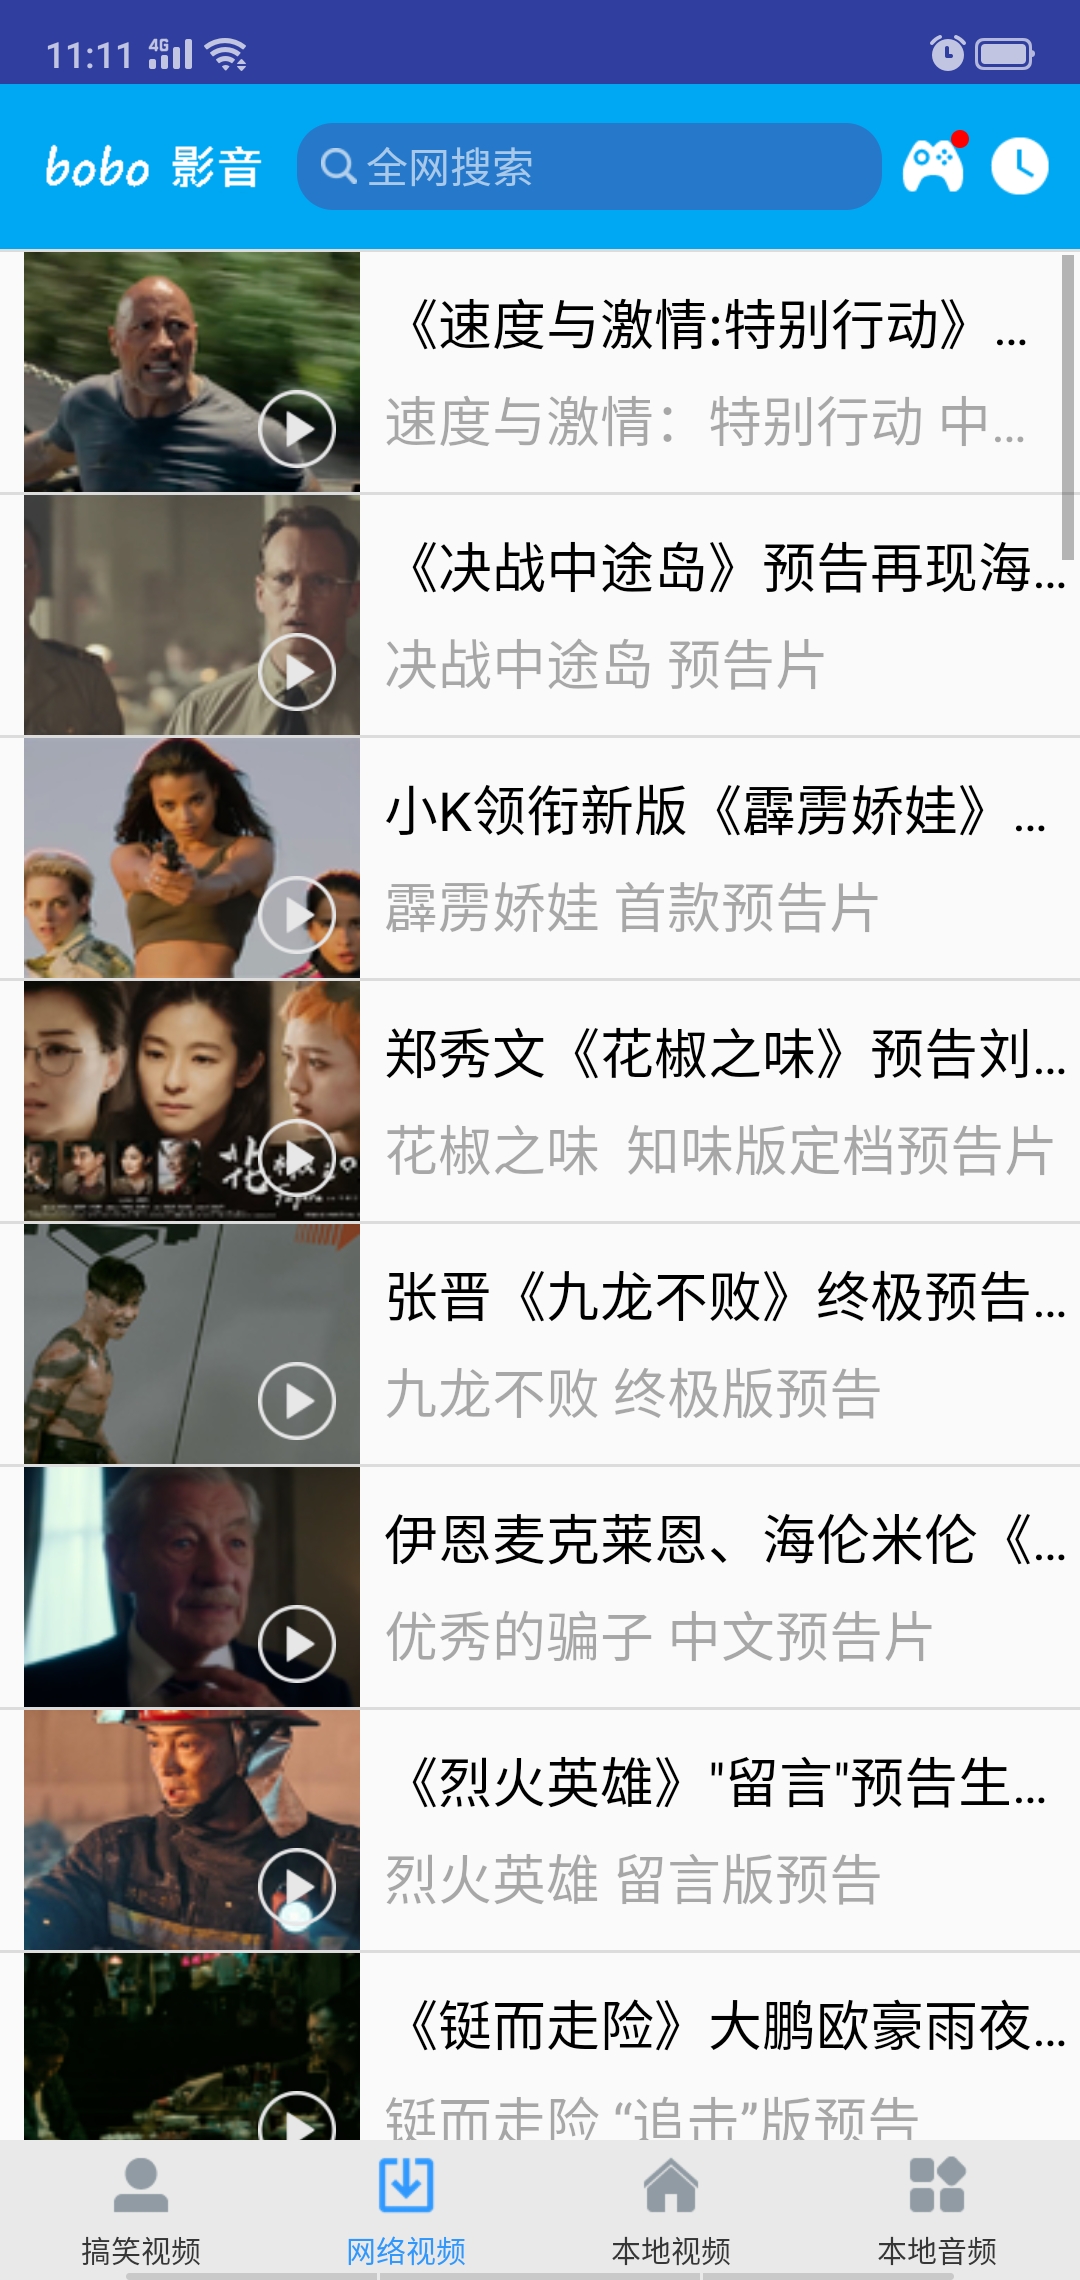 11:11 4G
bobo 影音 全网搜索
《速度与激情:特别行动》...
速度与激情：特别行动 中...
《决战中途岛》预告再现海...
决战中途岛 预告片
小K领衔新版《霹雳娇娃》...
霹雳娇娃 首款预告片
郑秀文《花椒之味》预告刘...
花椒之味 知味版定档预告片
张晋《九龙不败》终极预告...
九龙不败 终极版预告
伊恩麦克莱恩、海伦米伦《...
优秀的骗子 中文预告片
《烈火英雄》"留言"预告生...
烈火英雄 留言版预告
《铤而走险》大鹏欧豪雨夜...
铤而走险 “追击”版预告
搞笑视频 网络视频 本地视频 本地音频